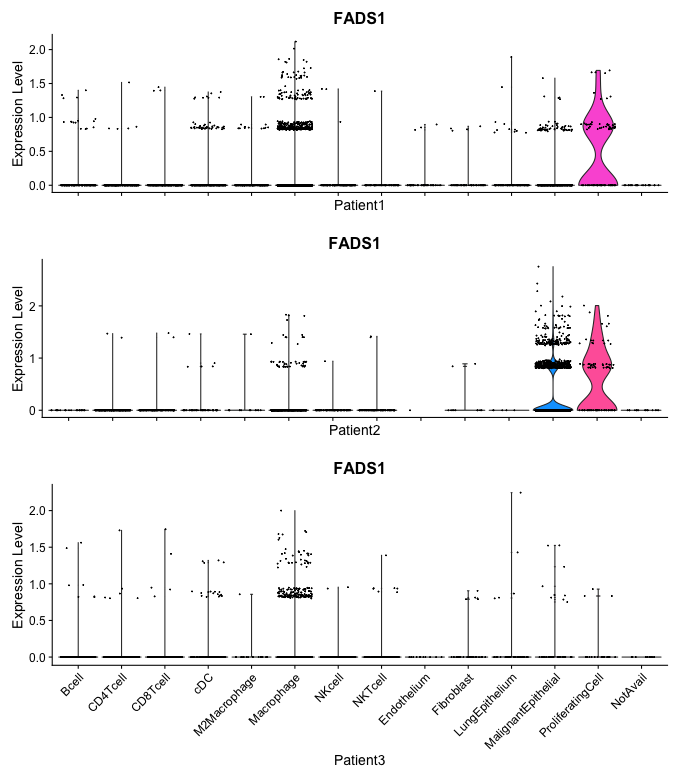 FADS1
Expression Level
2.0
1.5
1.0
0.5
0.0
Patient1
FADS1
Expression Level
2
1
0
Patient2
FADS1
Expression Level
2.0
1.5
1.0
0.5
0.0
Bcell
CD4Tcell
CD8Tcell
cDC
M2Macrophage
Macrophage
NKcell
NKTcell
Endothelium
Fibroblast
LungEpithelium
MalignantEpithelial
ProliferatingCell
NotAvail
Patient3